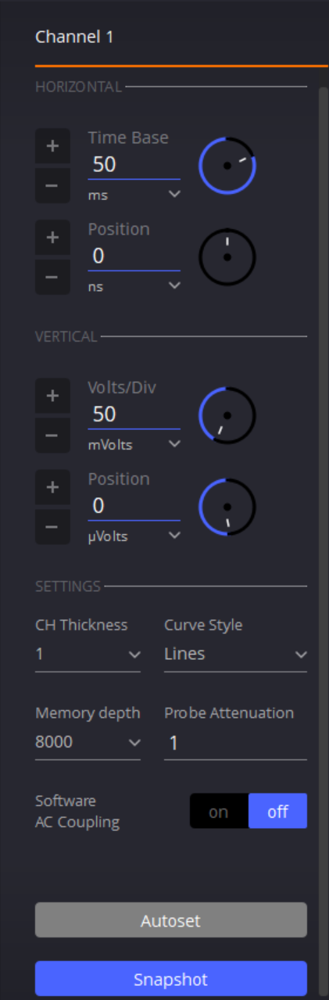 Channel 1
HORIZONTAL
+
Time Base
50
−
ms
+
Position
0
−
ns
VERTICAL
+
Volts/Div
50
−
mVolts
+
Position
0
−
µVolts
SETTINGS
CH Thickness Curve Style
1 Lines
Memory depth Probe Attenuation
8000 1
Software
AC Coupling
on off
Autoset
Snapshot